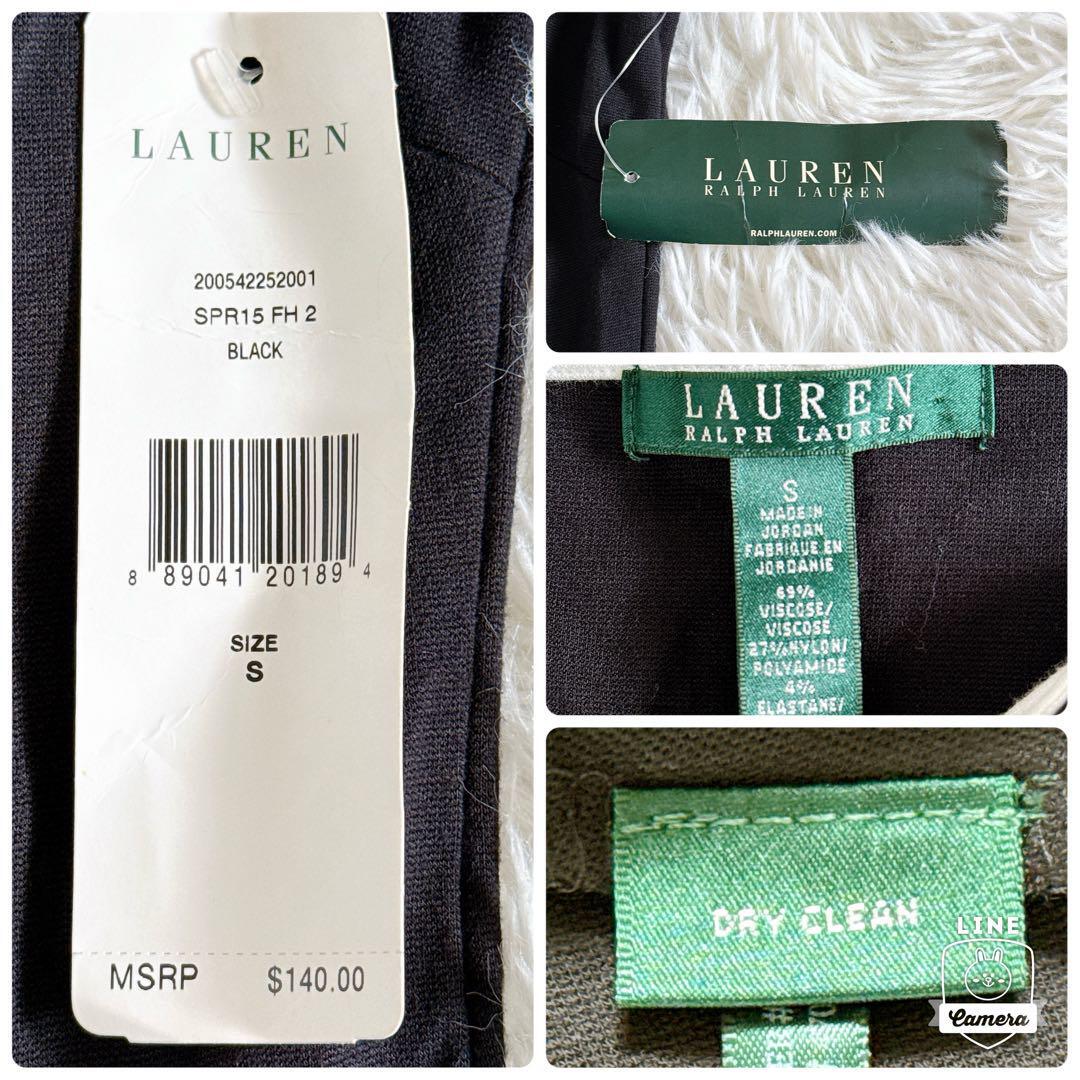 LAUREN
200542252001
SPR15 FH 2
BLACK
8 89041 20189 4
SIZE
S
MSRP $140.00
LAUREN
RALPH LAUREN
RALPHLAUREN.COM
LAUREN
RALPH LAUREN
S
MADE IN
JORDAN
FABRIQUE EN
JORDANIE
69%
VISCOSE/
VISCOSE
27%NYLON/
POLYAMIDE
4%
ELASTANE/
DRY CLEAN
LINE
Camera